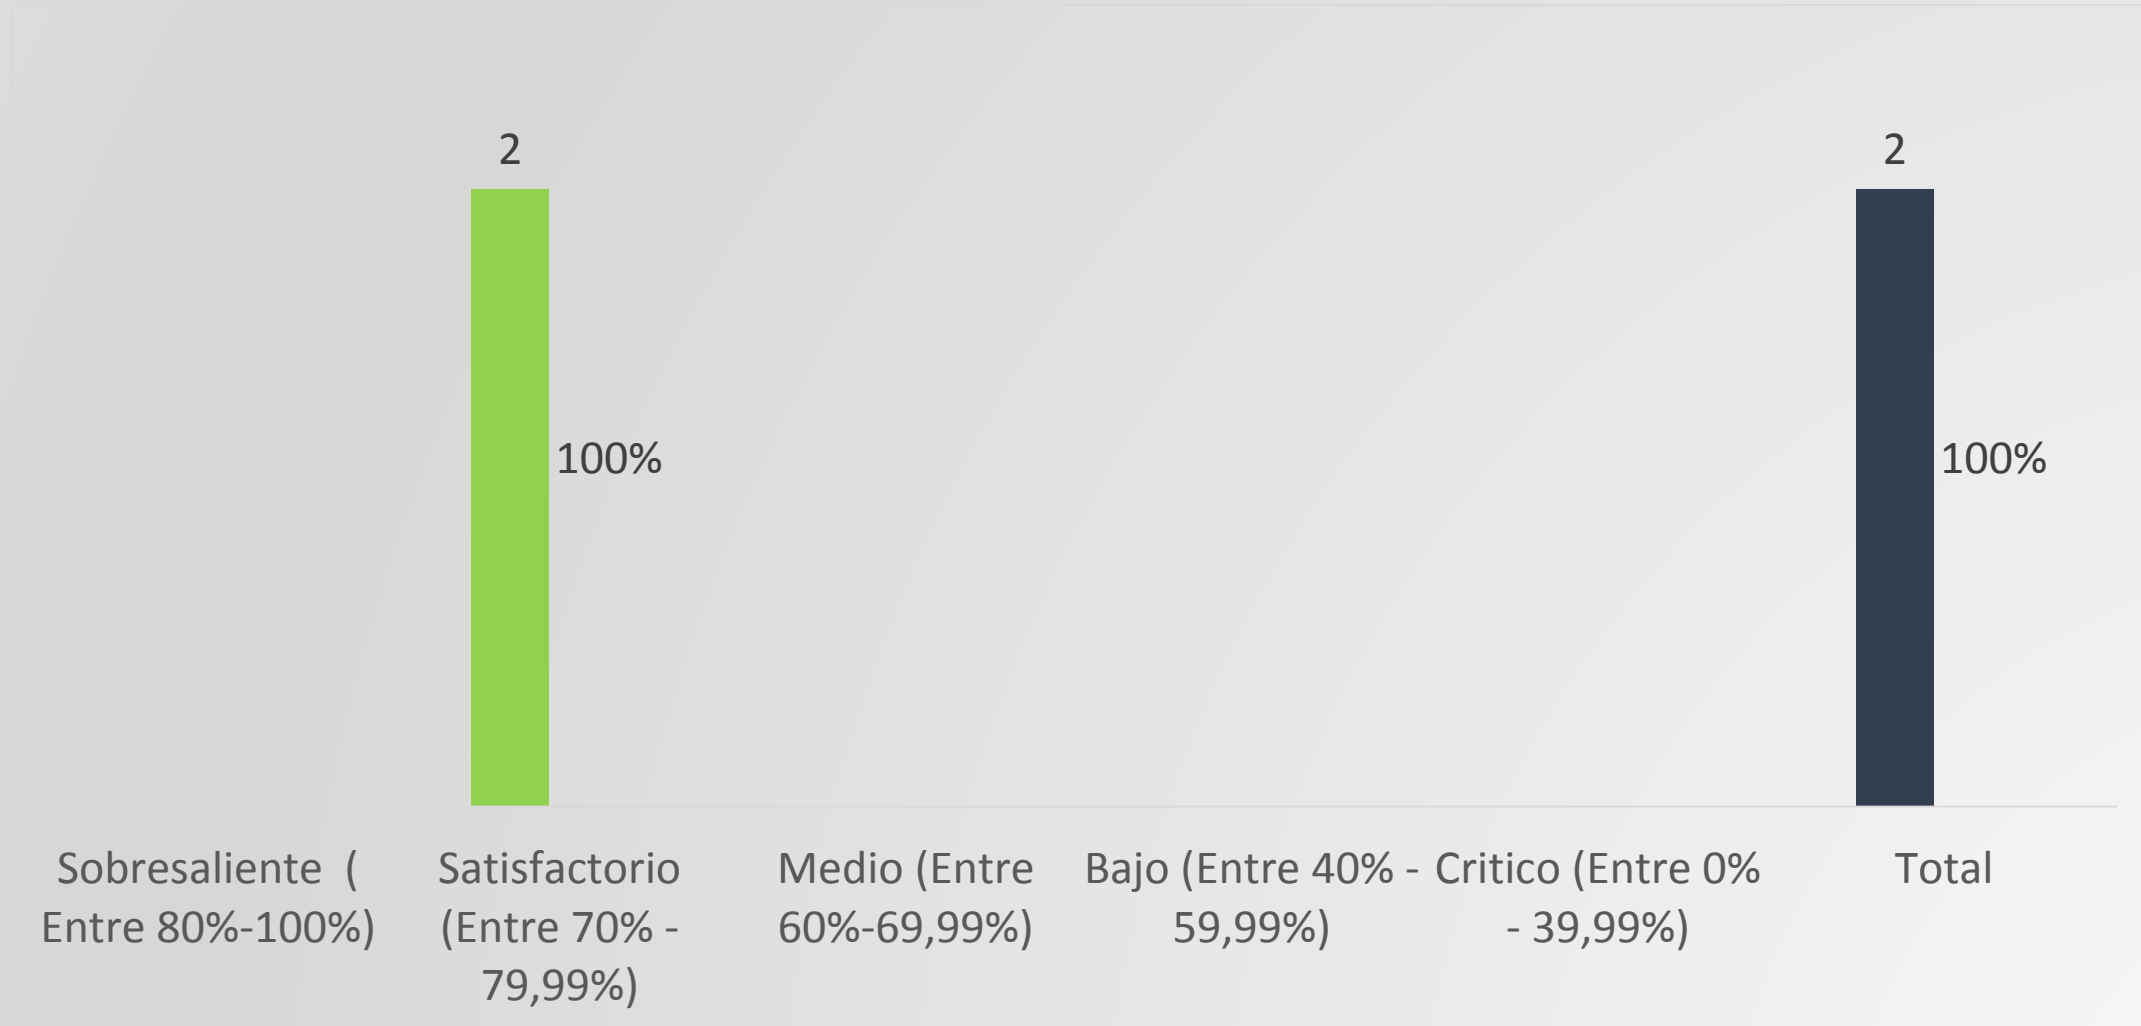 2
2
100%
100%
Sobresaliente  (
Entre 80%-100%)
Satisfactorio
(Entre 70% -
79,99%)
Medio (Entre
60%-69,99%)
Bajo (Entre 40% -
59,99%)
Critico (Entre 0%
- 39,99%)
Total